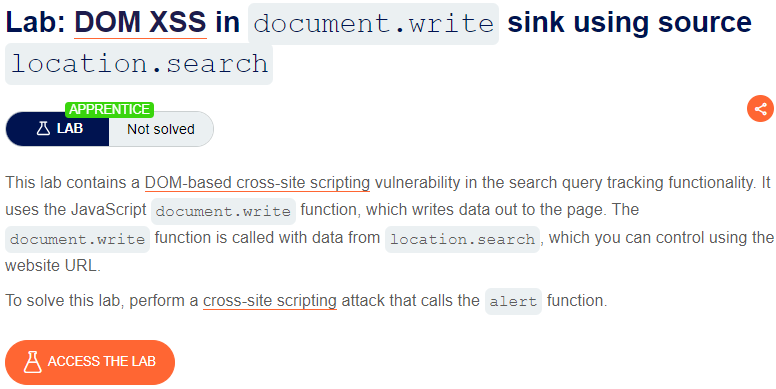 Lab: DOM XSS in document.write sink using source
location.search
APPRENTICE
LAB
Not solved
This lab contains a DOM-based cross-site scripting vulnerability in the search query tracking functionality. It
uses the JavaScript document.write function, which writes data out to the page. The
document.write function is called with data from location.search, which you can control using the
website URL.
To solve this lab, perform a cross-site scripting attack that calls the alert function.
ACCESS THE LAB